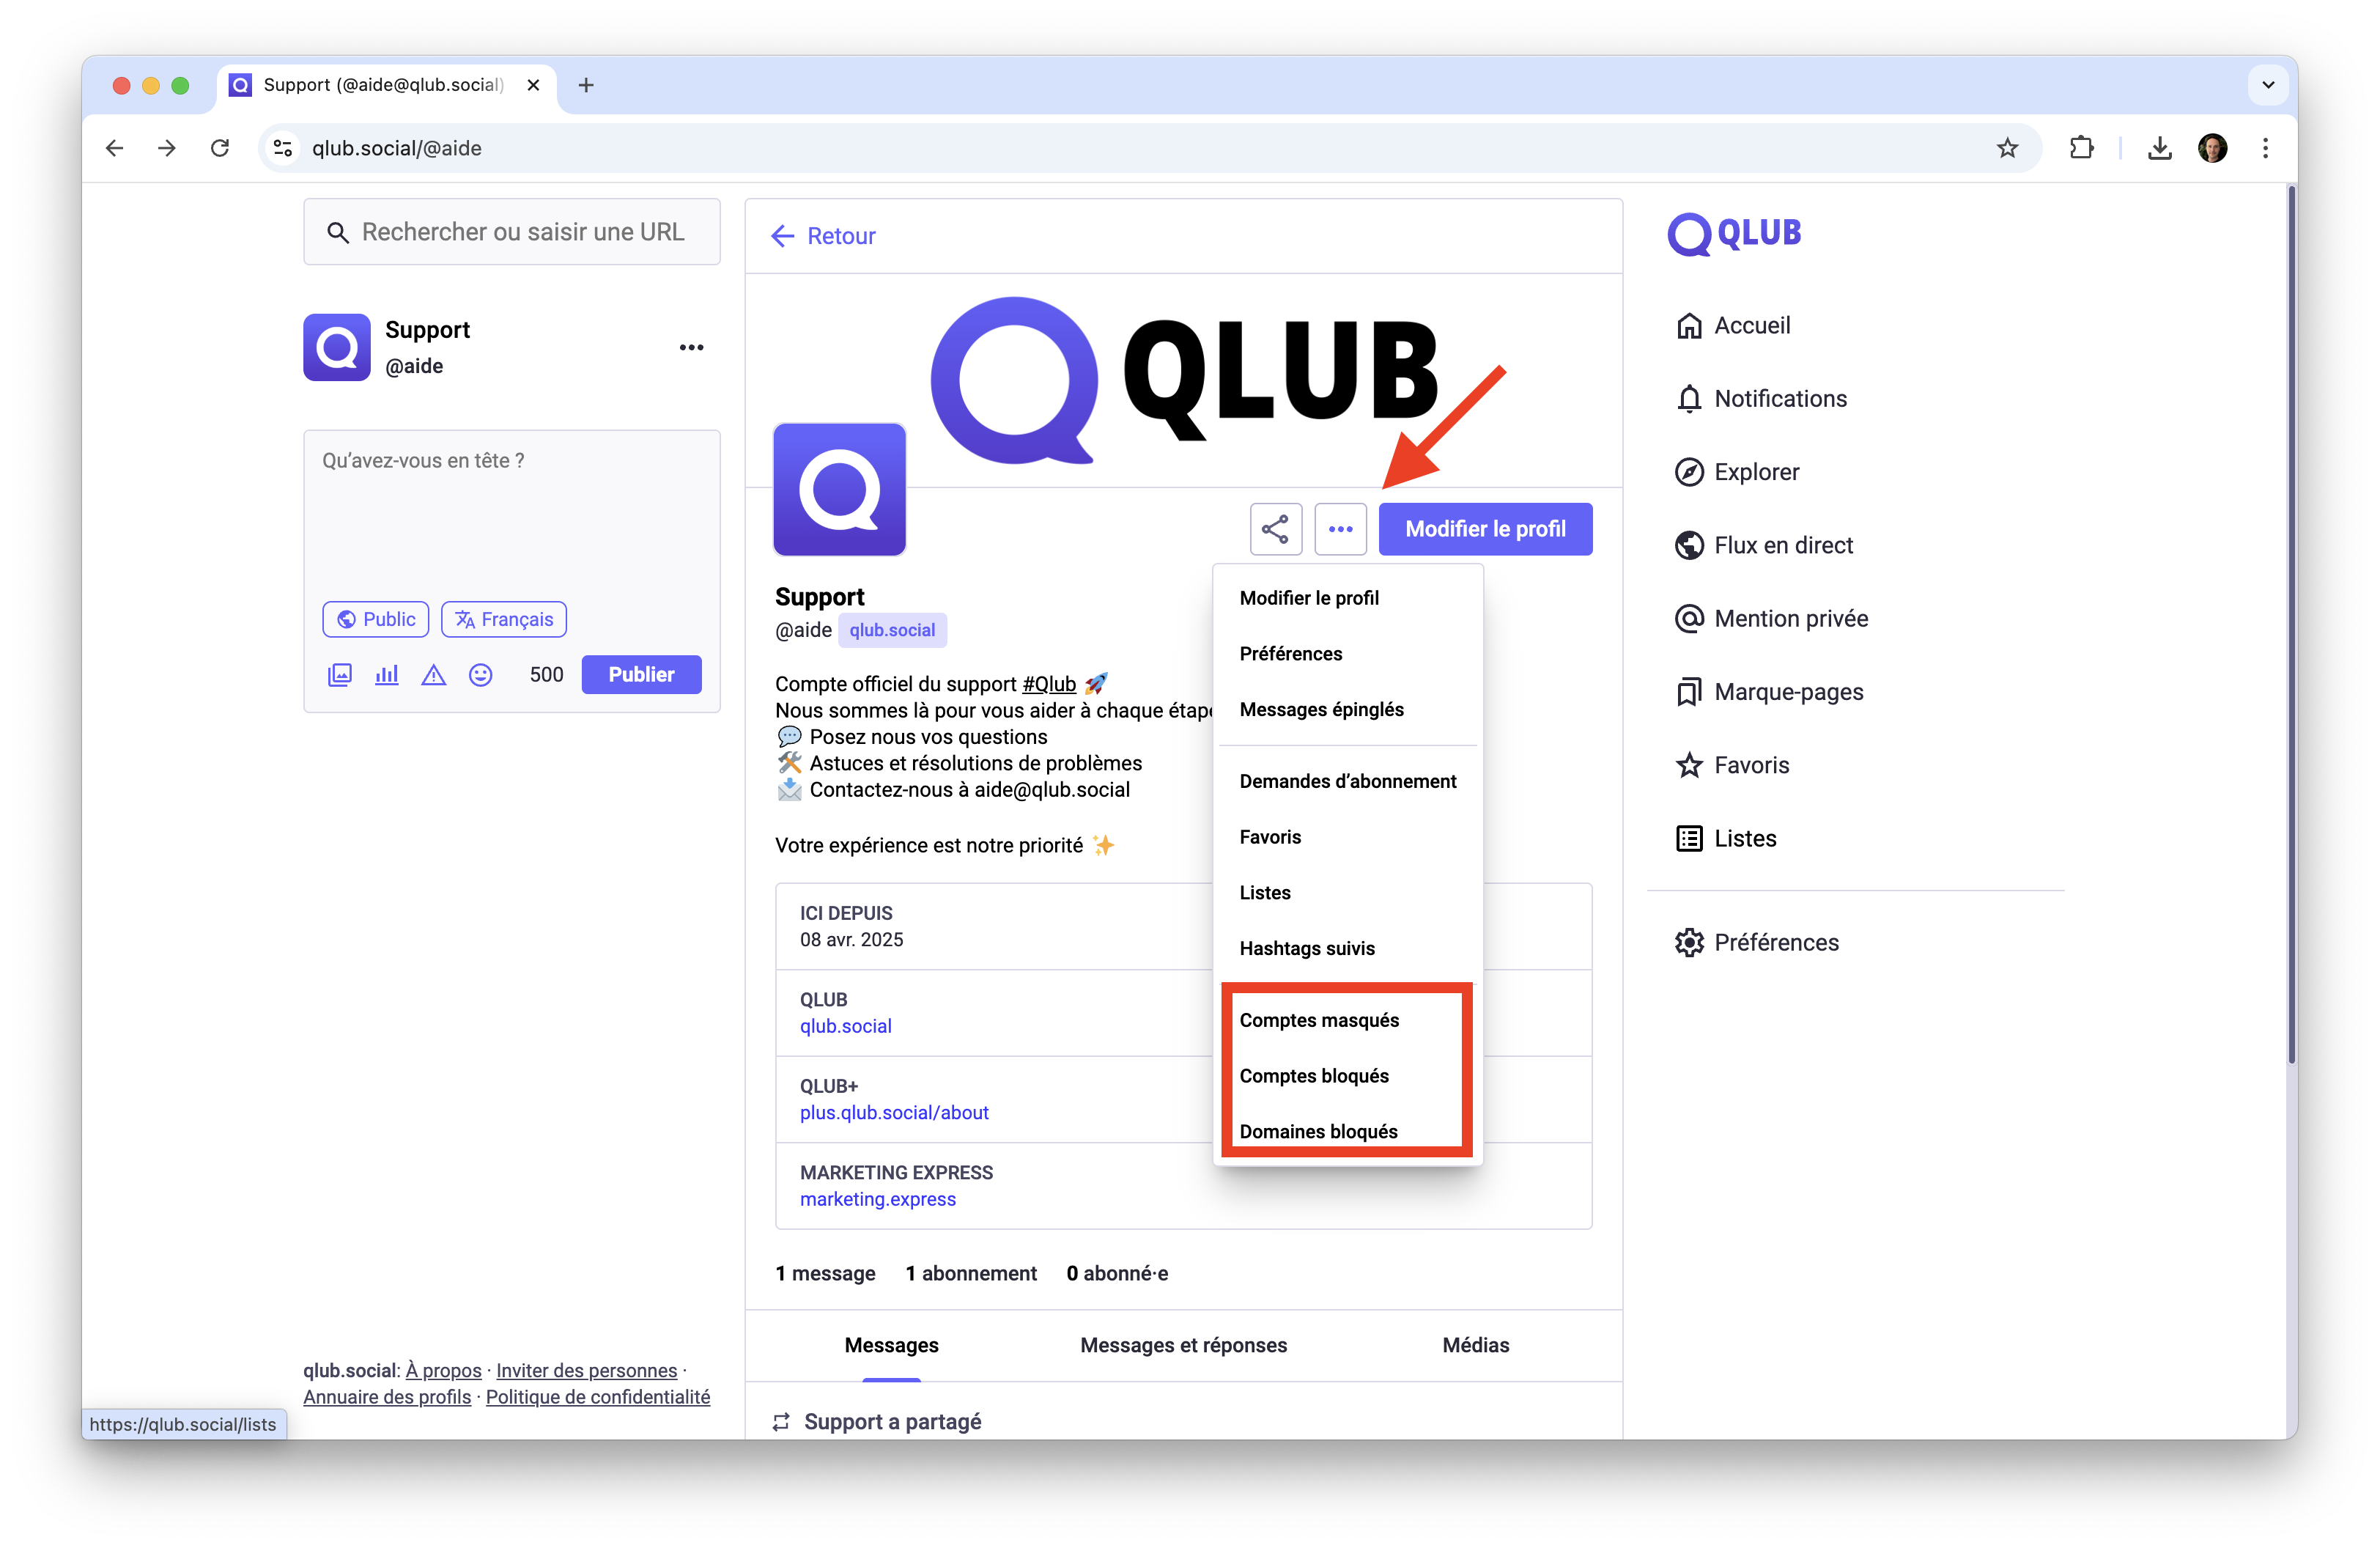 Support (@aide@qlub.social)
qlub.social/@aide
Rechercher ou saisir une URL
Support
@aide
Qu’avez-vous en tête ?
Public
Français
500
Publier
qlub.social: À propos · Inviter des personnes ·
Annuaire des profils · Politique de confidentialité
https://qlub.social/lists
Retour
QLUB
Modifier le profil
Support
@aide qlub.social
Compte officiel du support #Qlub 🚀
Nous sommes là pour vous aider à chaque étape
💬 Posez nous vos questions
🛠️ Astuces et résolutions de problèmes
📩 Contactez-nous à aide@qlub.social
Votre expérience est notre priorité ✨
ICI DEPUIS
08 avr. 2025
QLUB
qlub.social
QLUB+
plus.qlub.social/about
MARKETING EXPRESS
marketing.express
Modifier le profil
Préférences
Messages épinglés
Demandes d’abonnement
Favoris
Listes
Hashtags suivis
Comptes masqués
Comptes bloqués
Domaines bloqués
1 message 1 abonnement 0 abonné·e
Messages
Messages et réponses
Médias
Support a partagé
QLUB
Accueil
Notifications
Explorer
Flux en direct
Mention privée
Marque-pages
Favoris
Listes
Préférences